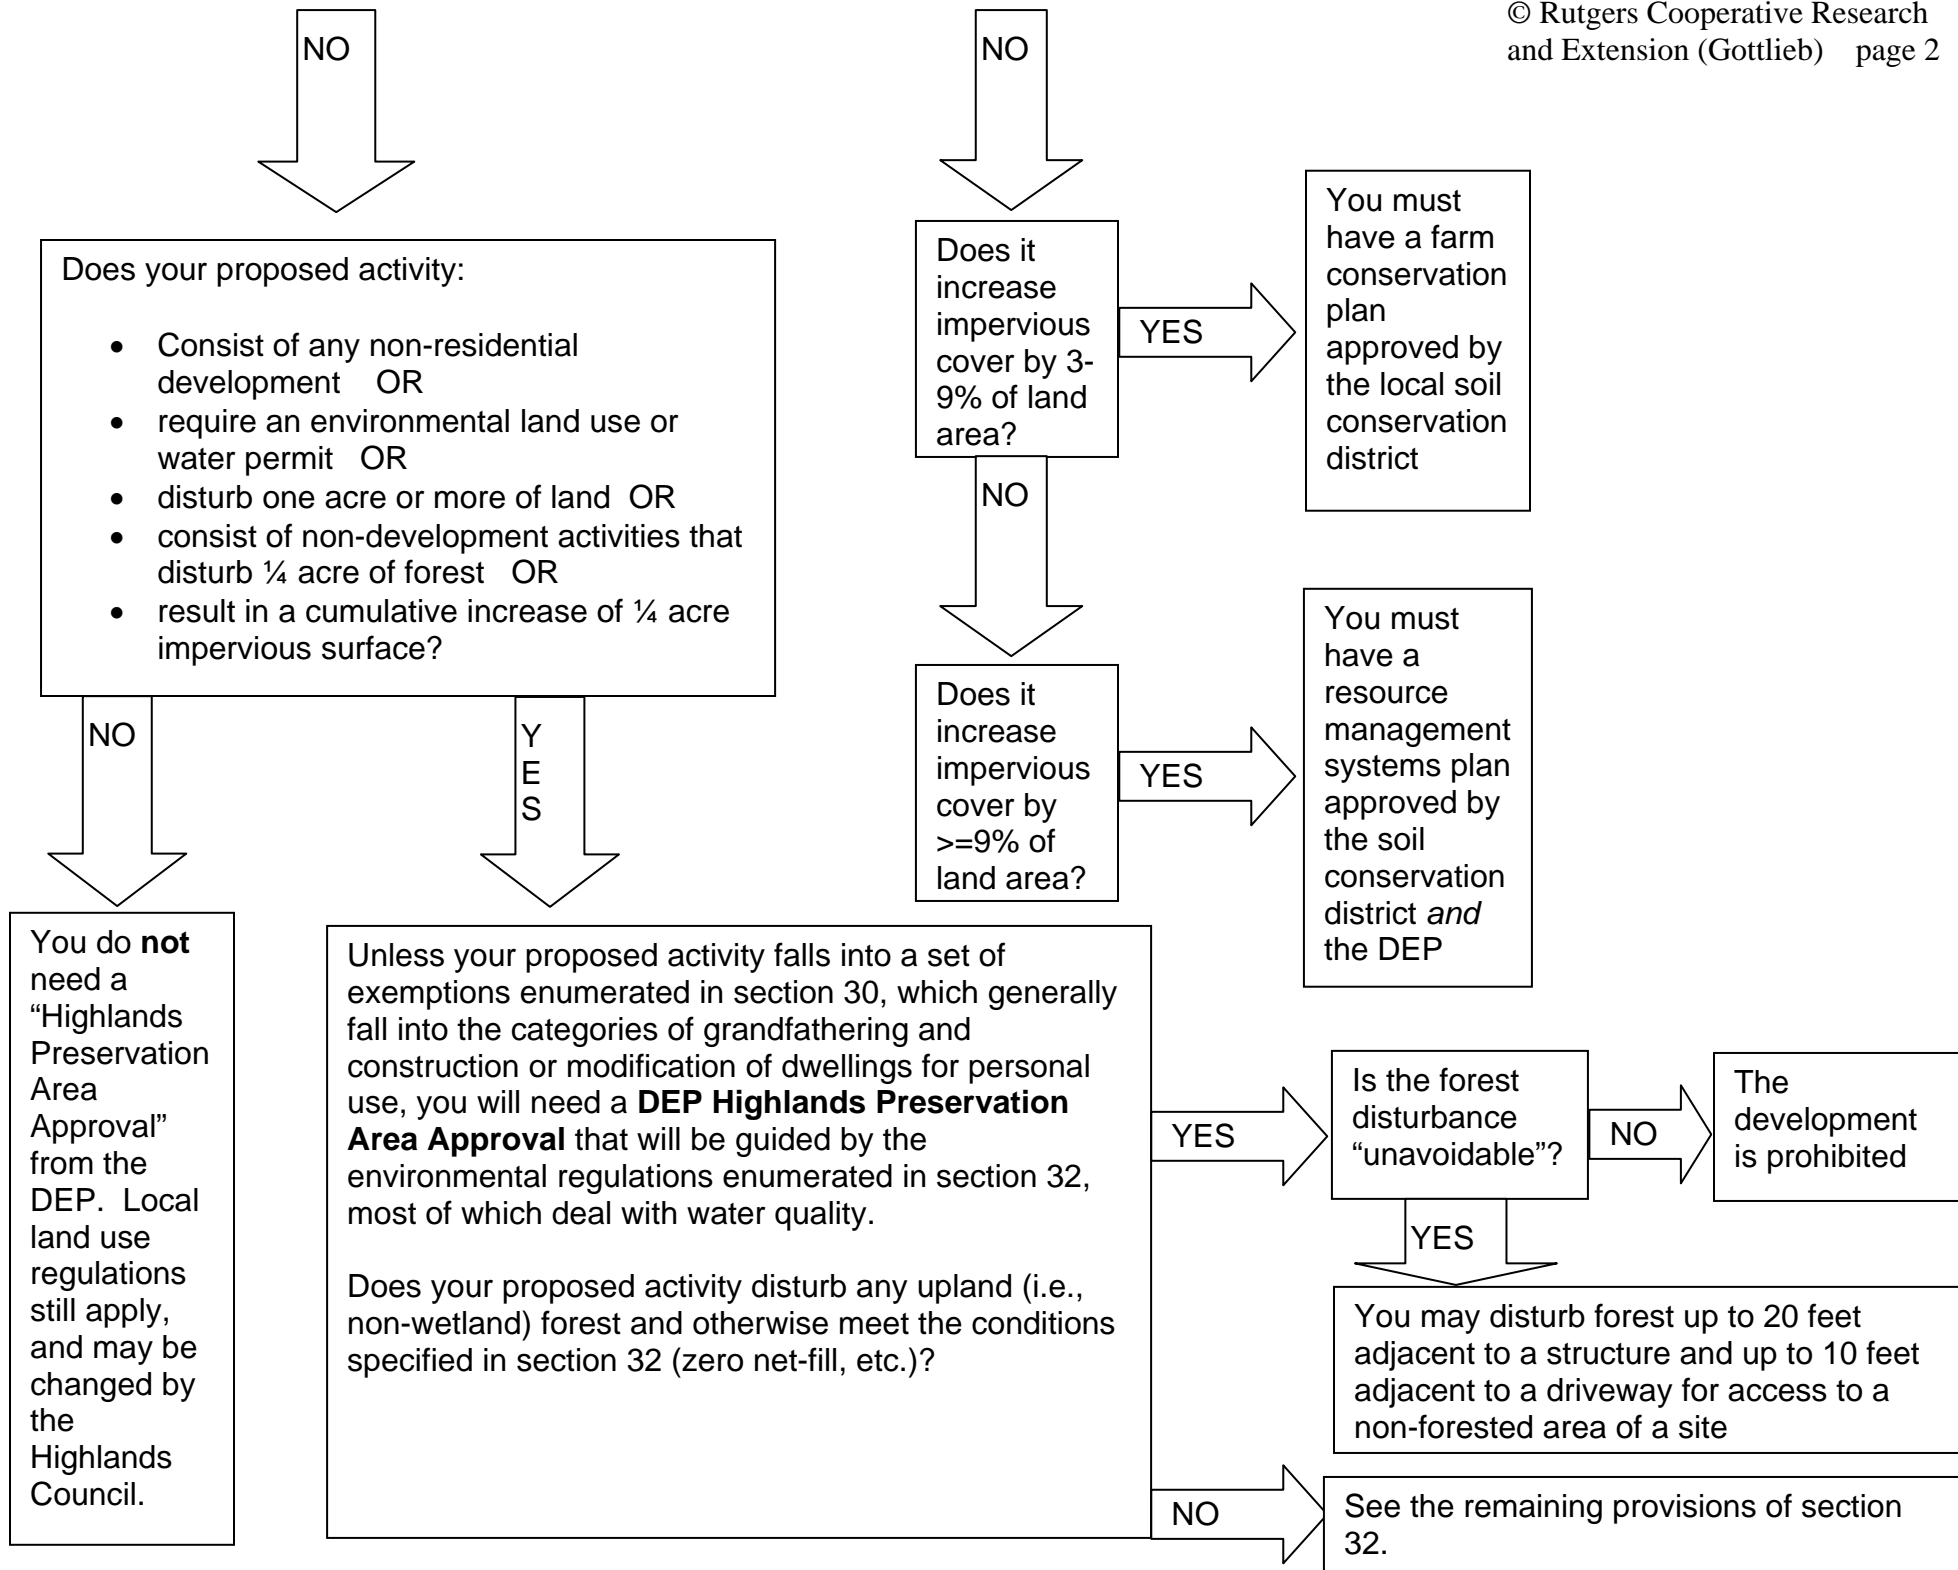 © Rutgers Cooperative Research
and Extension (Gottlieb) page 2
NO
Does your proposed activity:
• Consist of any non-residential
development OR
• require an environmental land use or
water permit OR
• disturb one acre or more of land OR
• consist of non-development activities that
disturb ¼ acre of forest OR
• result in a cumulative increase of ¼ acre
impervious surface?
NO
Y
E
S
You do not
need a
“Highlands
Preservation
Area
Approval”
from the
DEP. Local
land use
regulations
still apply,
and may be
changed by
the
Highlands
Council.
Unless your proposed activity falls into a set of
exemptions enumerated in section 30, which generally
fall into the categories of grandfathering and
construction or modification of dwellings for personal
use, you will need a DEP Highlands Preservation
Area Approval that will be guided by the
environmental regulations enumerated in section 32,
most of which deal with water quality.
Does your proposed activity disturb any upland (i.e.,
non-wetland) forest and otherwise meet the conditions
specified in section 32 (zero net-fill, etc.)?
YES
Is the forest
disturbance
“unavoidable”?
NO
The
development
is prohibited
YES
You may disturb forest up to 20 feet
adjacent to a structure and up to 10 feet
adjacent to a driveway for access to a
non-forested area of a site
NO
See the remaining provisions of section
32.
NO
Does it
increase
impervious
cover by 3-
9% of land
area?
YES
You must
have a farm
conservation
plan
approved by
the local soil
conservation
district
NO
Does it
increase
impervious
cover by
>=9% of
land area?
YES
You must
have a
resource
management
systems plan
approved by
the soil
conservation
district and
the DEP